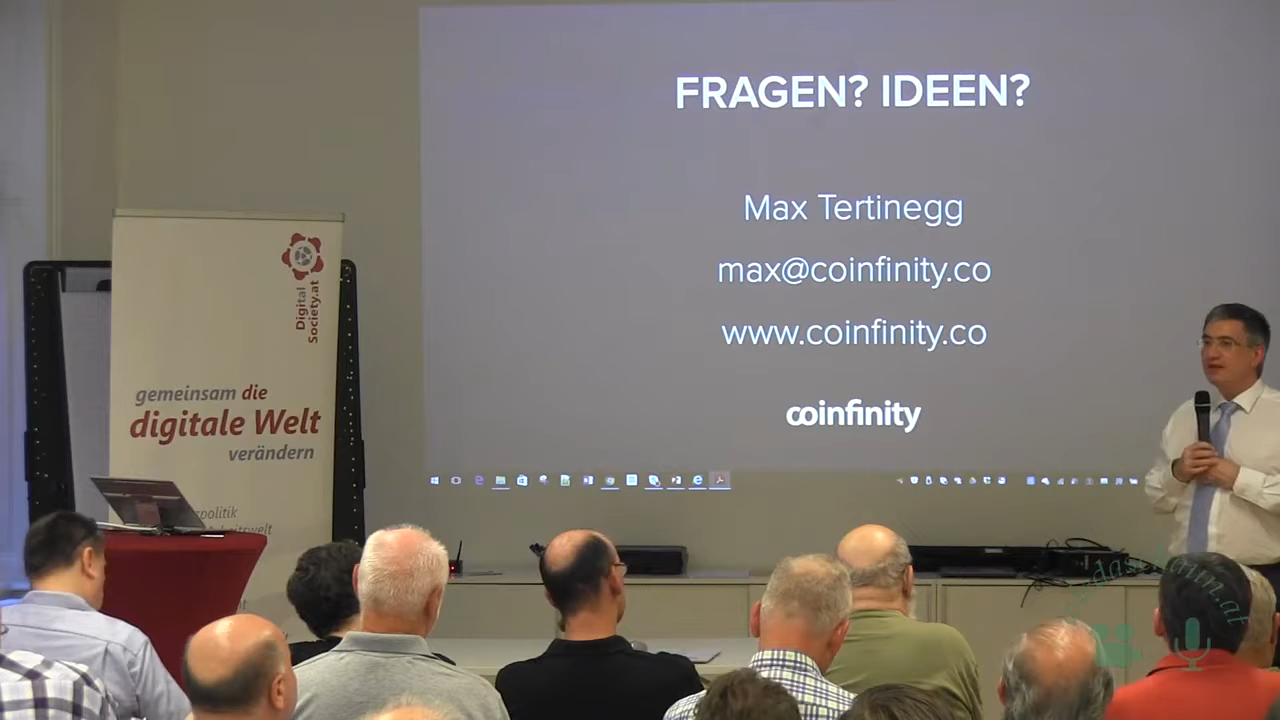 FRAGEN? IDEEN?
Max Tertinegg
max@coinfinity.co
www.coinfinity.co
coinfinity
Digital
Society.at
gemeinsam die
digitale Welt
verändern